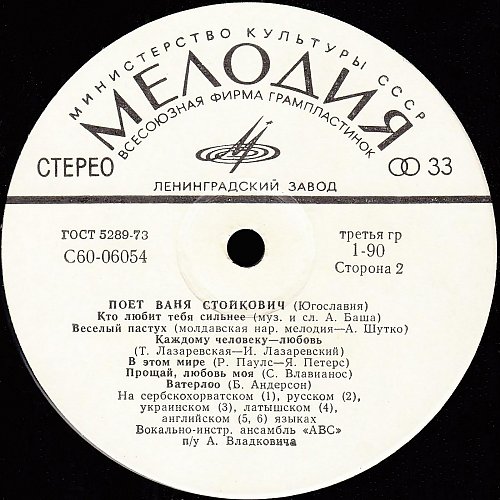 МИНИСТЕРСТВО КУЛЬТУРЫ СССР
МЕЛОДИЯ
ВСЕСОЮЗНАЯ ФИРМА ГРАМПЛАСТИНОК
СТЕРЕО 33
ЛЕНИНГРАДСКИЙ ЗАВОД
ГОСТ 5289-73 третья гр
С60-06054 1-90
Сторона 2
ПОЕТ ВАНЯ СТОЙКОВИЧ (Югославия)
Кто любит тебя сильнее (муз. и сл. А. Баша)
Веселый пастух (молдавская нар. мелодия—А. Шутко)
Каждому человеку—любовь
(Т. Лазаревская—И. Лазаревский)
В этом мире (Р. Паулс—Я. Петерс)
Прощай, любовь моя (С. Влавианос)
Ватерлоо (Б. Андерсон)
На сербскохорватском (1), русском (2),
украинском (3), латышском (4),
английском (5, 6) языках
Вокально-инстр. ансамбль «АВС»
п/у А. Владковича